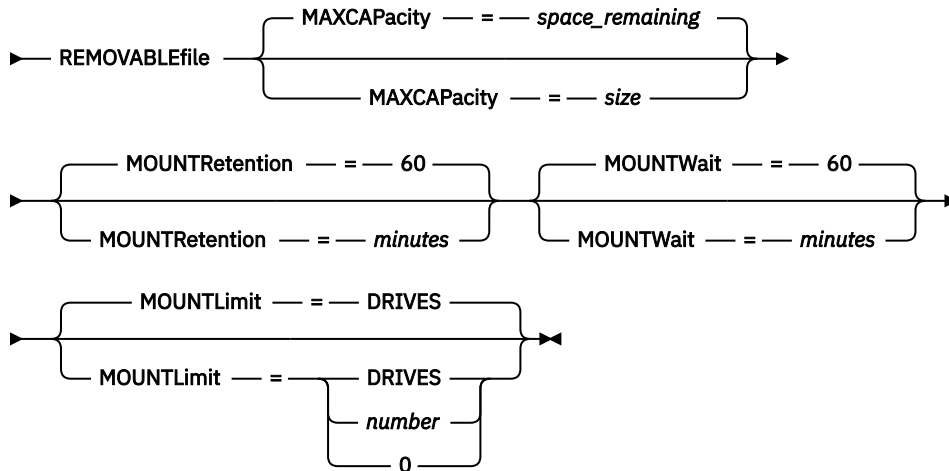 MAXCAPacity = space_remaining
REMOVABLEfile
MAXCAPacity = size
MOUNTRetention = 60 MOUNTWait = 60
MOUNTRetention = minutes MOUNTWait = minutes
MOUNTLimit = DRIVES
MOUNTLimit = DRIVES
number
0